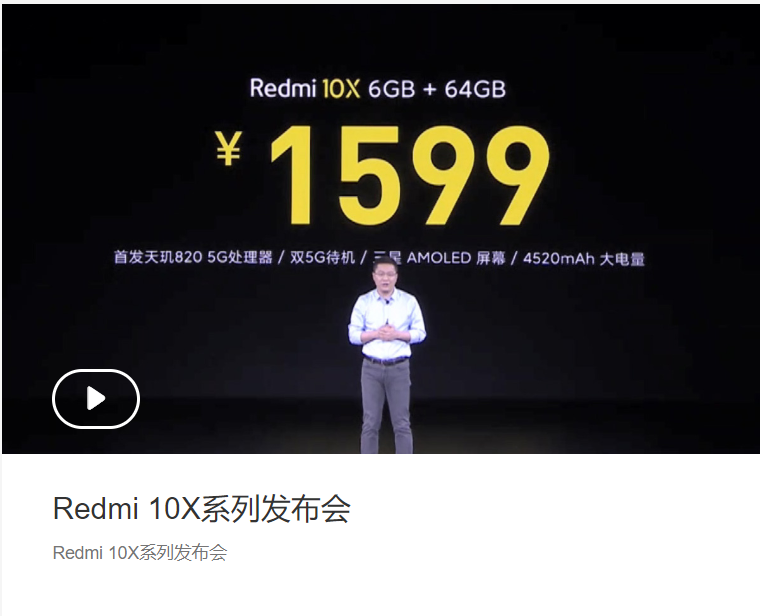 Redmi 10X 6GB + 64GB
¥ 1599
首发天玑820 5G处理器 / 双5G待机 / 三星 AMOLED 屏幕 / 4520mAh 大电量
Redmi 10X系列发布会
Redmi 10X系列发布会